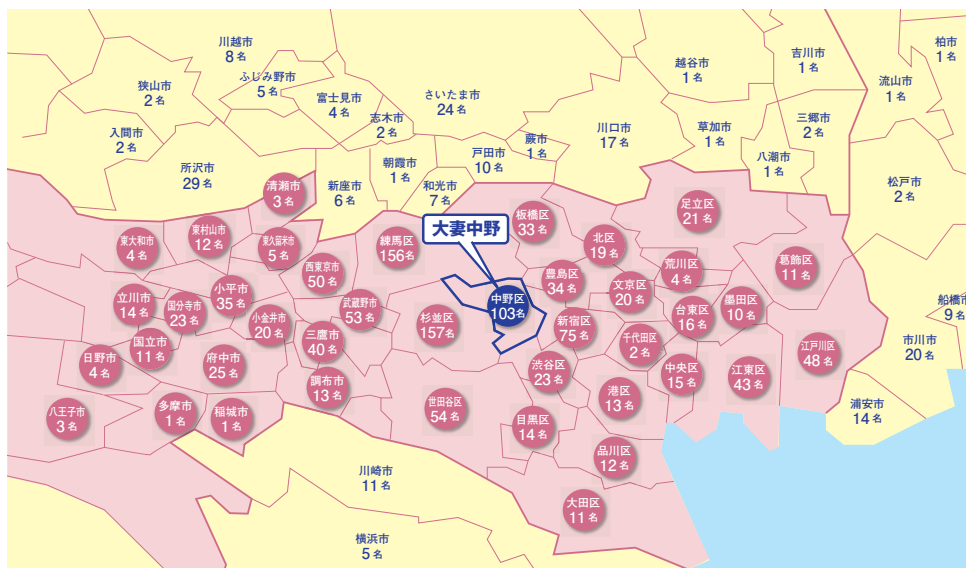 川越市
8名
ふじみ野市
5名
狭山市
2名
富士見市
4名
さいたま市
24名
志木市
2名
入間市
2名
所沢市
29名
朝霞市
1名
新座市
6名
和光市
7名
戸田市
10名
蕨市
1名
川口市
17名
越谷市
1名
草加市
1名
吉川市
1名
三郷市
2名
八潮市
1名
柏市
1名
流山市
1名
松戸市
2名
船橋市
9名
市川市
20名
浦安市
14名
清瀬市
3名
東大和市
4名
東村山市
12名
東久留米市
5名
西東京市
50名
練馬区
156名
大妻中野
板橋区
33名
北区
19名
足立区
21名
葛飾区
11名
荒川区
4名
豊島区
34名
文京区
20名
台東区
16名
墨田区
10名
中野区
103名
新宿区
75名
千代田区
2名
立川市
14名
国分寺市
23名
小平市
35名
小金井市
20名
武蔵野市
53名
三鷹市
40名
杉並区
157名
国立市
11名
日野市
4名
府中市
25名
調布市
13名
渋谷区
23名
港区
13名
中央区
15名
江東区
43名
江戸川区
48名
八王子市
3名
多摩市
1名
稲城市
1名
世田谷区
54名
目黒区
14名
品川区
12名
大田区
11名
川崎市
11名
横浜市
5名